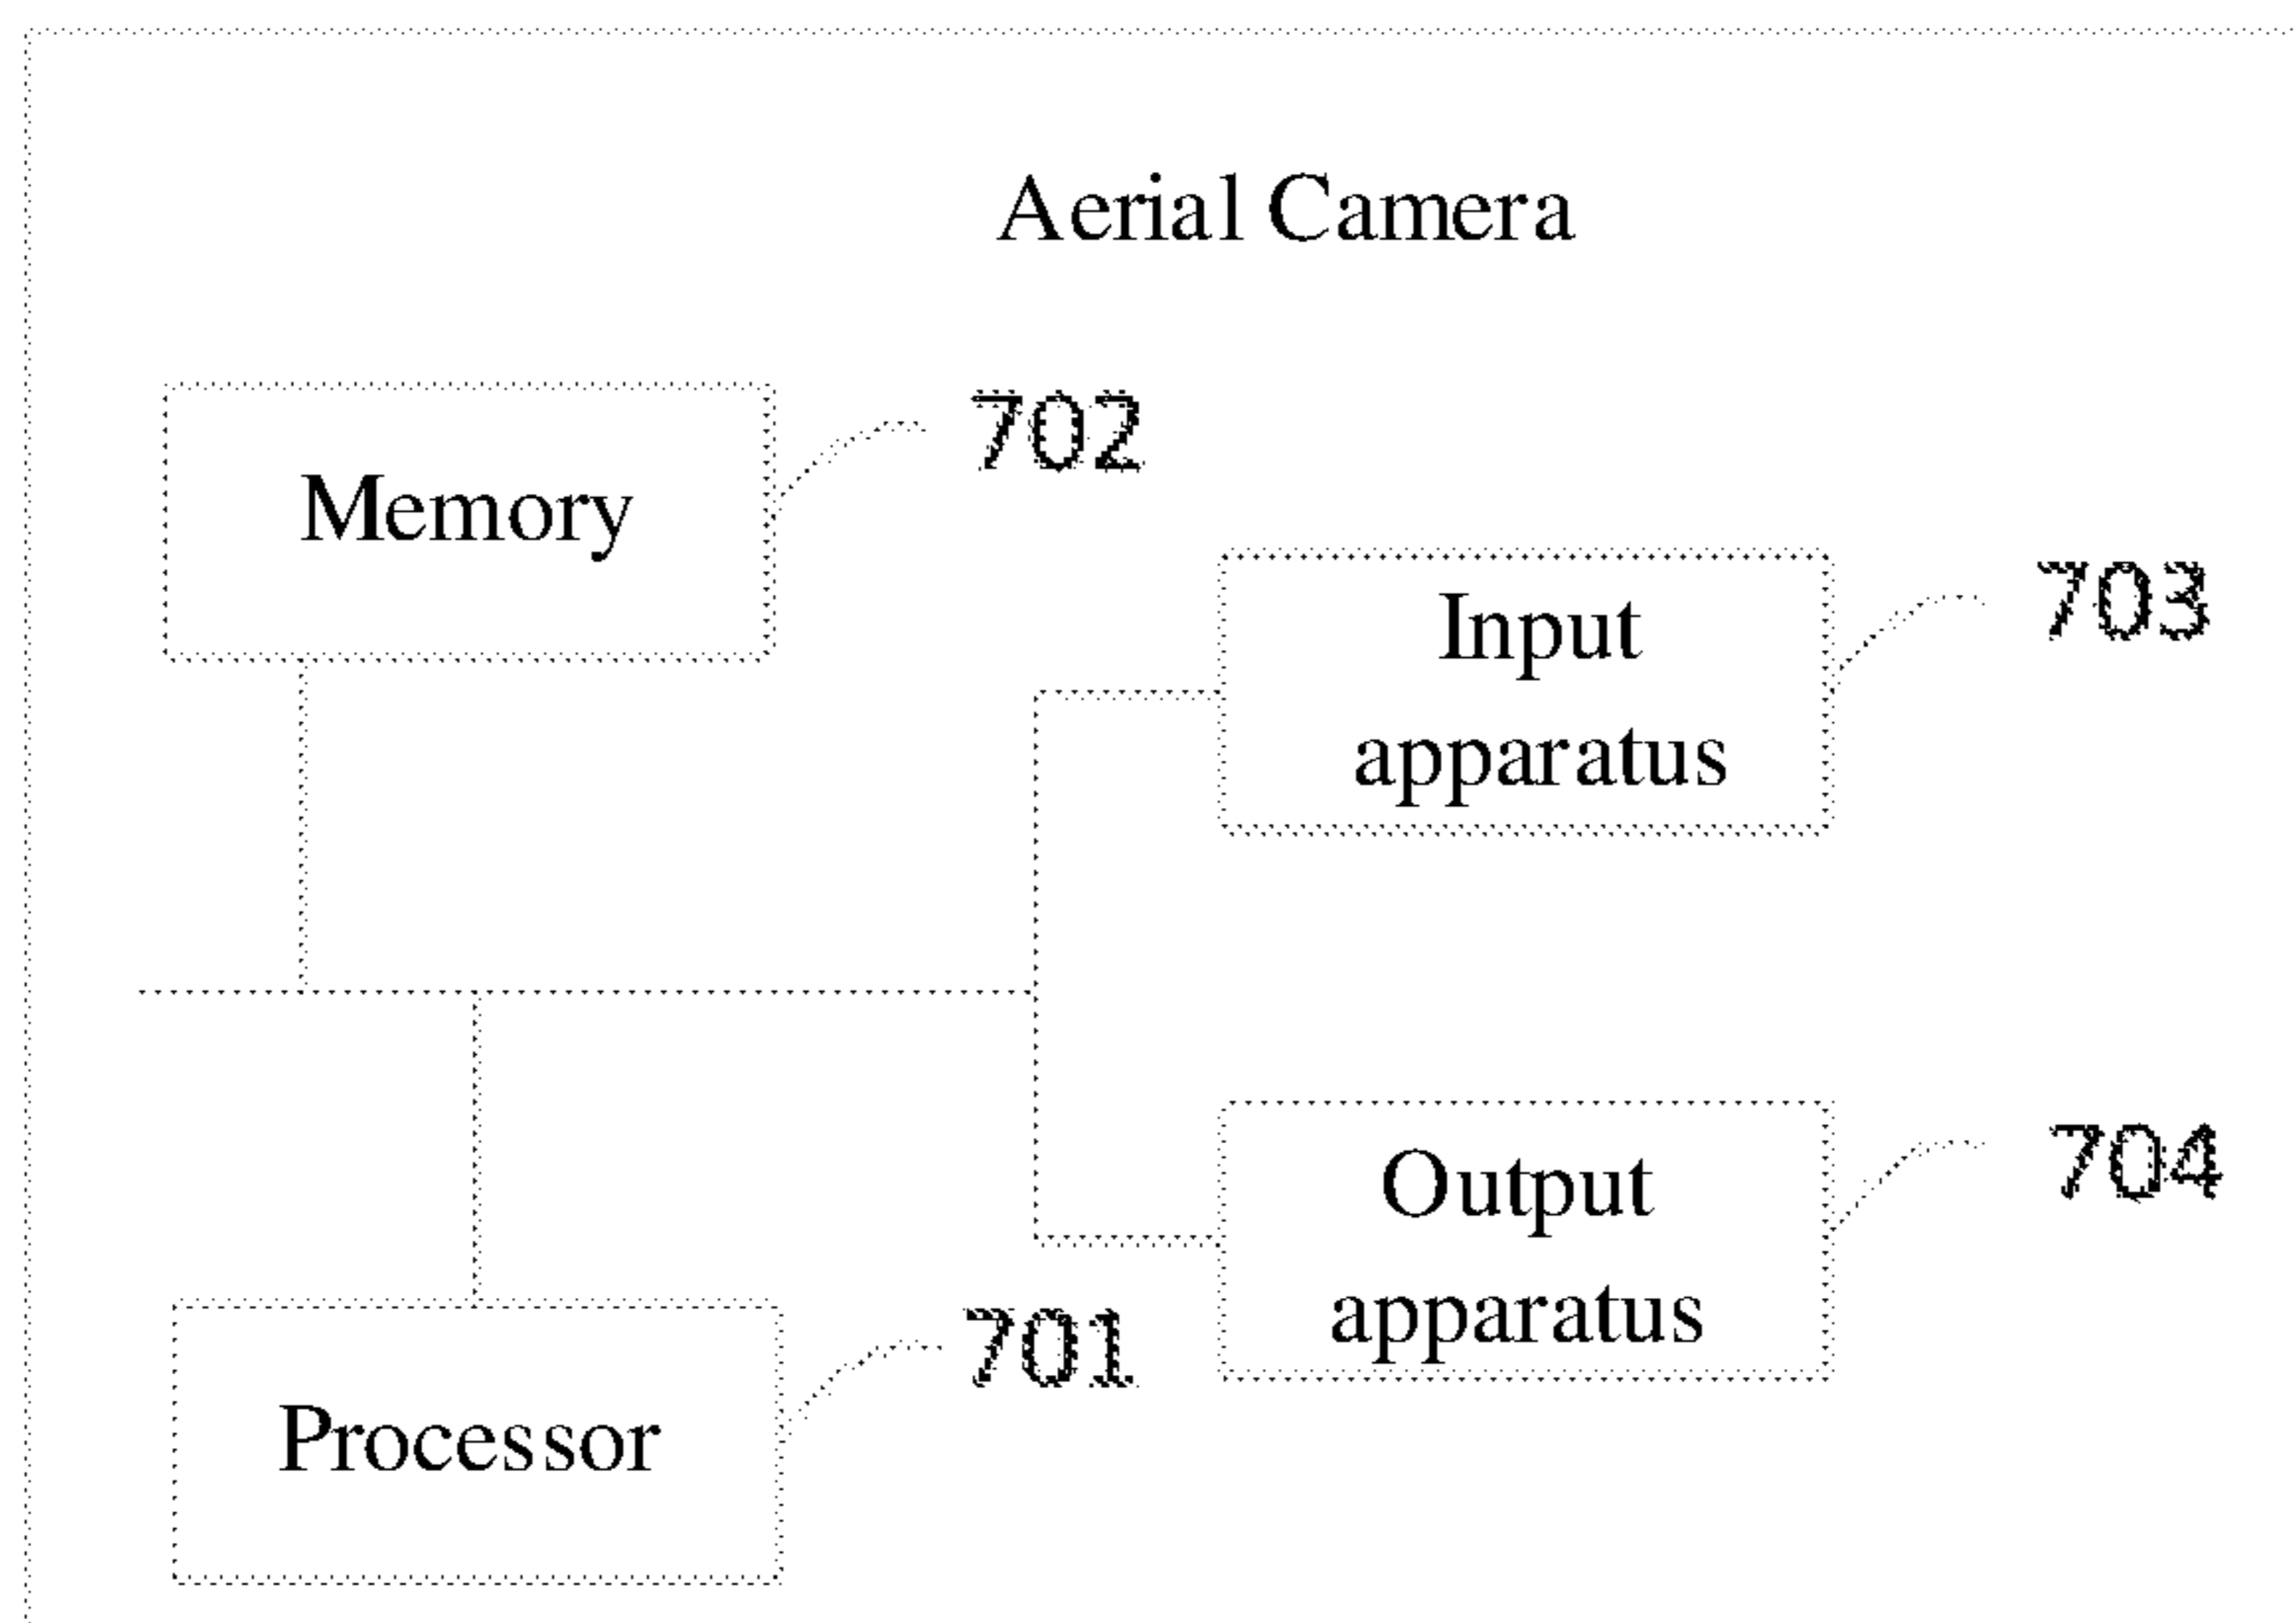 Aerial Camera
Memory
702
Input
apparatus
703
Output
apparatus
704
Processor
701